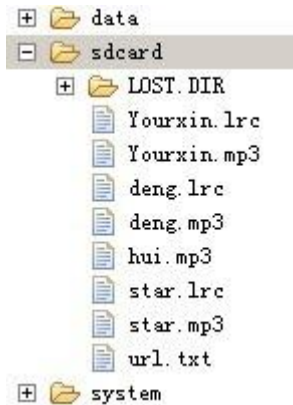 data
sdcard
LOST.DIR
Yourxin.lrc
Yourxin.mp3
deng.lrc
deng.mp3
hui.mp3
star.lrc
star.mp3
url.txt
system